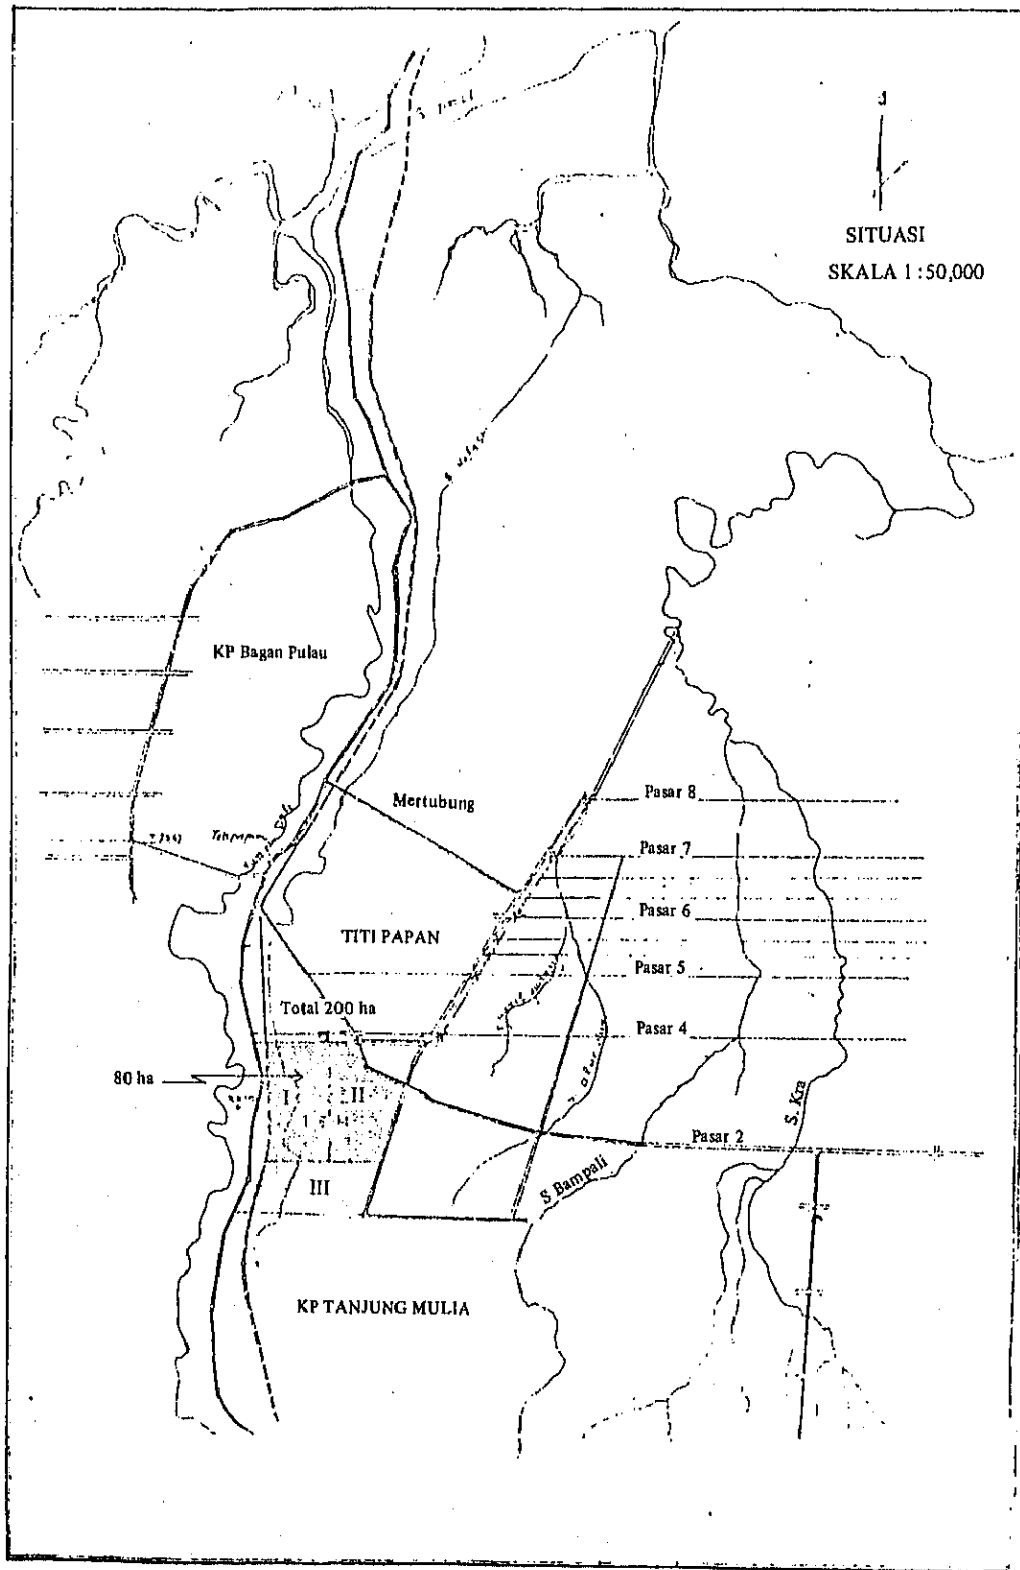 SITUASI
SKALA 1:50,000
KP Bagan Pulau
Mertubung
Pasar 8
Pasar 7
Pasar 6
TITI PAPAN
Pasar 5
Total 200 ha
Pasar 4
80 ha
I
II
Pasar 2
S. Kra
S Bampali
III
KP TANJUNG MULIA